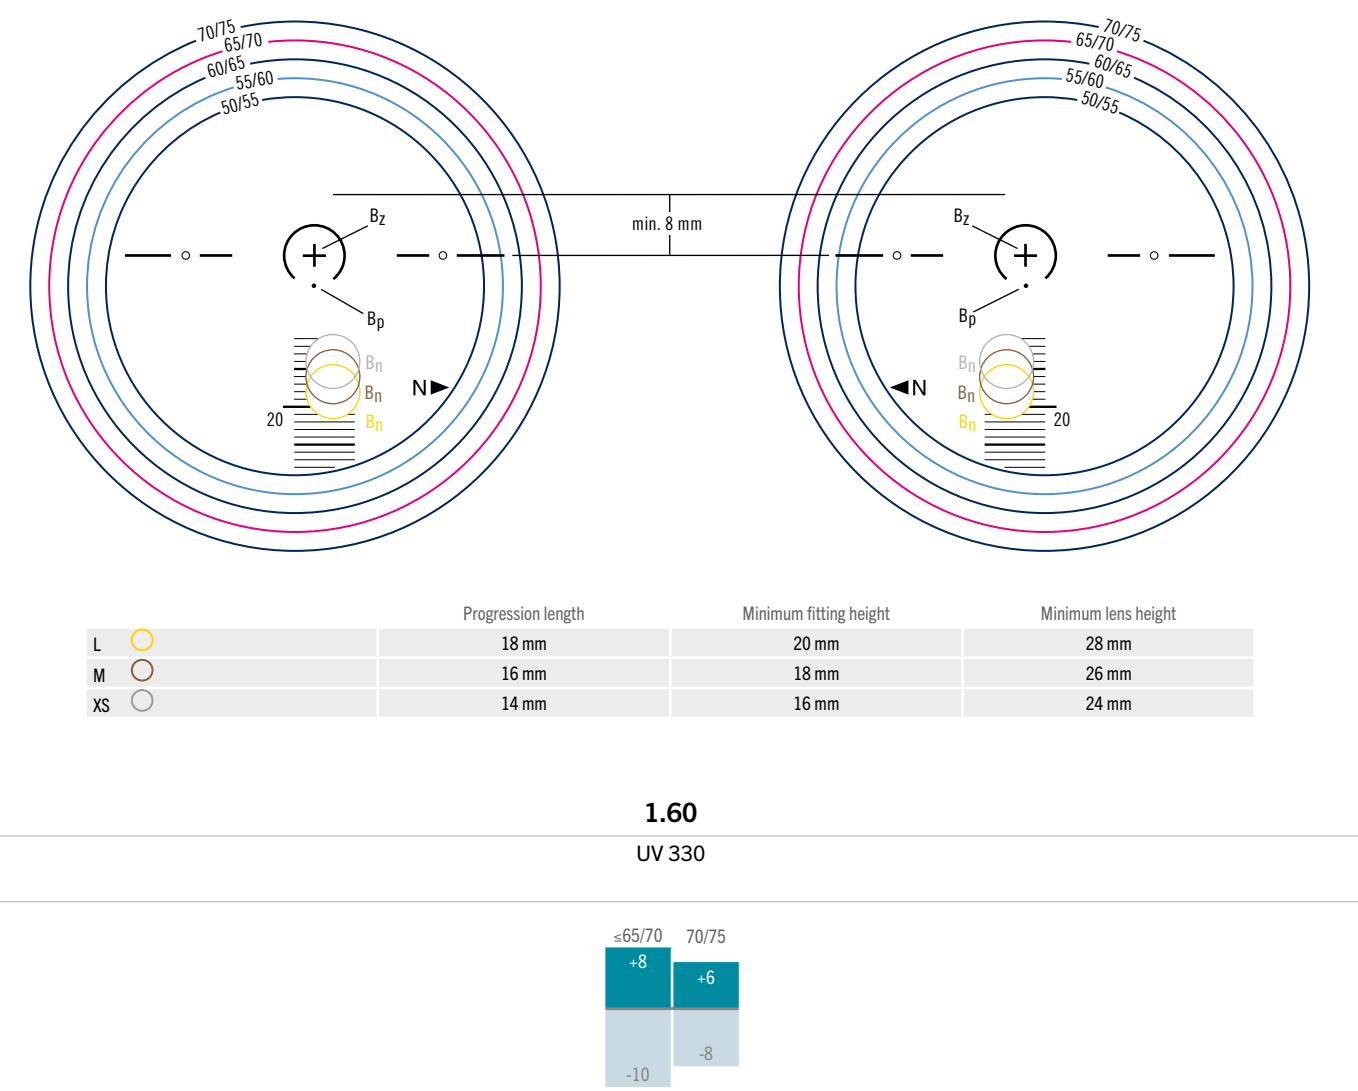 70/75
65/70
60/65
55/60
50/55
70/75
65/70
60/65
55/60
50/55
min. 8 mm
Bz
Bz
Bp
Bp
Bn
Bn
Bn
Bn
Bn
Bn
N
N
20
20
Progression length Minimum fitting height Minimum lens height
L 18 mm 20 mm 28 mm
M 16 mm 18 mm 26 mm
XS 14 mm 16 mm 24 mm
1.60
UV 330
≤65/70 70/75
+8
+6
-8
-10